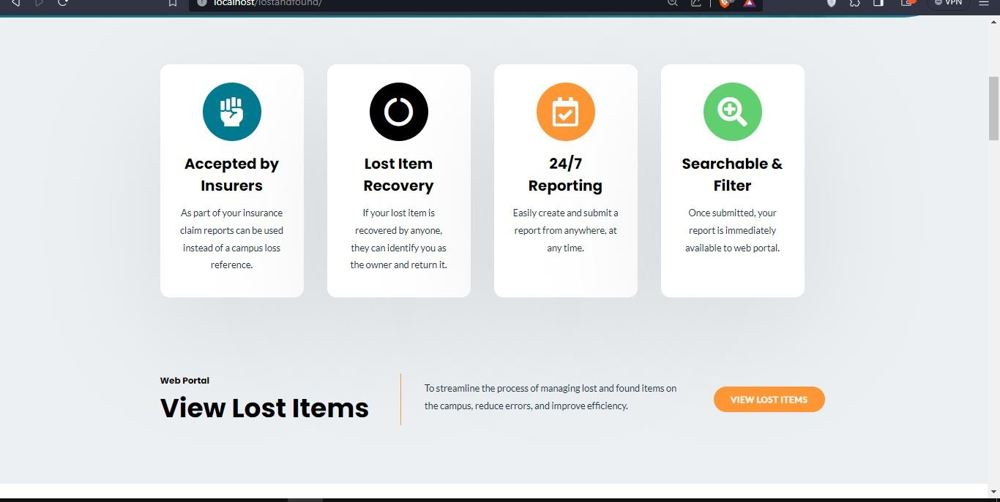 localhost/lostandfound/
VPN
Accepted by
Insurers
As part of your insurance
claim reports can be used
instead of a campus loss
reference.
Lost Item
Recovery
If your lost item is
recovered by anyone,
they can identify you as
the owner and return it.
24/7
Reporting
Easily create and submit a
report from anywhere, at
any time.
Searchable &
Filter
Once submitted, your
report is immediately
available to web portal.
Web Portal
View Lost Items
To streamline the process of managing lost and found items on
the campus, reduce errors, and improve efficiency.
VIEW LOST ITEMS